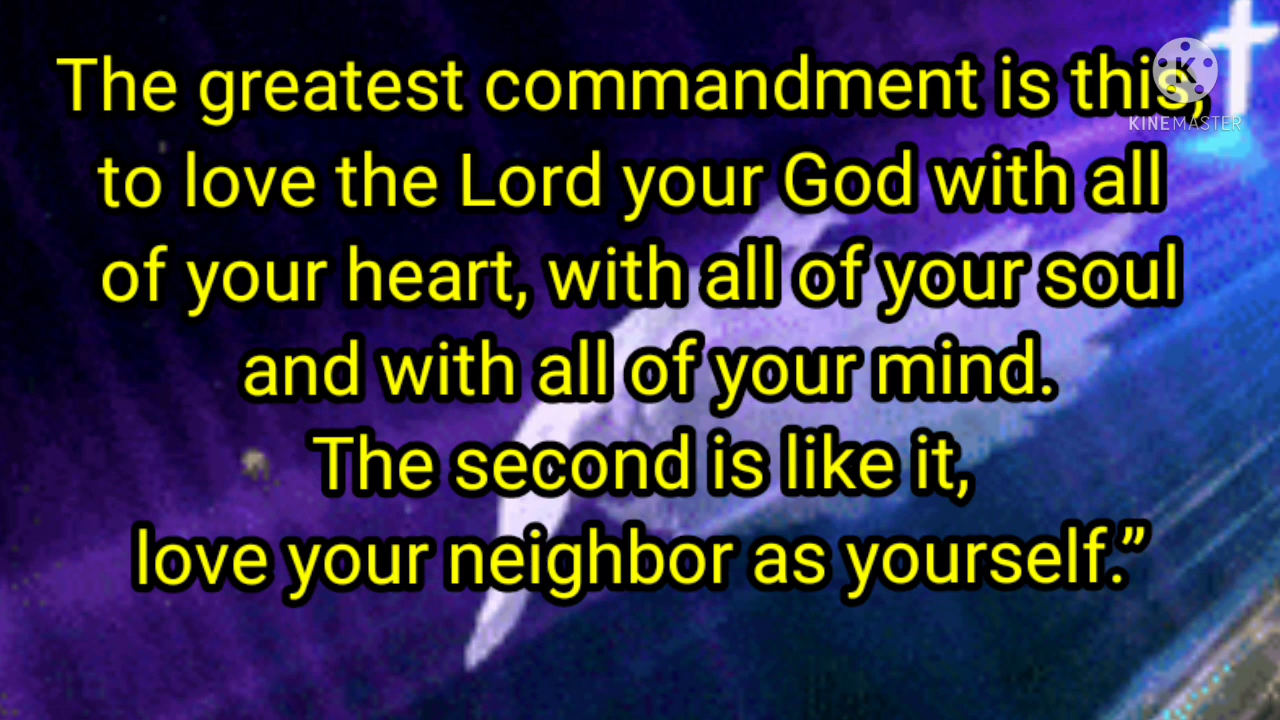 The greatest commandment is this,
KINEMASTER
to love the Lord your God with all
of your heart, with all of your soul
and with all of your mind.
The second is like it,
love your neighbor as yourself.”